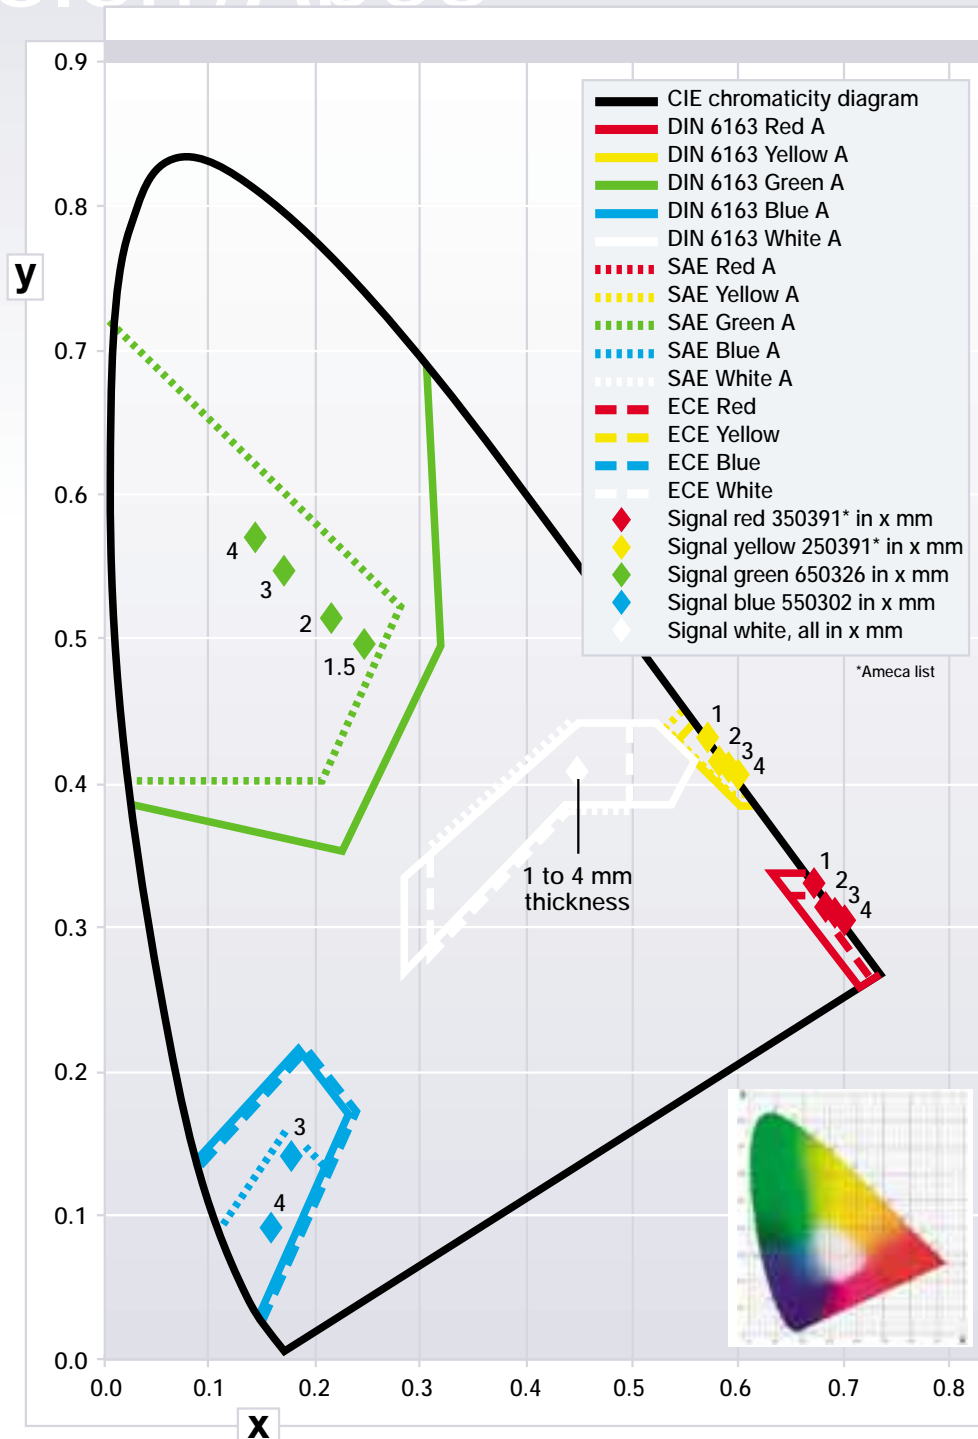 0.9
0.8
y
0.7
0.6
0.5
0.4
0.3
0.2
0.1
0.0
0.0 0.1 0.2 0.3 0.4 0.5 0.6 0.7 0.8
x
CIE chromaticity diagram
DIN 6163 Red A
DIN 6163 Yellow A
DIN 6163 Green A
DIN 6163 Blue A
DIN 6163 White A
SAE Red A
SAE Yellow A
SAE Green A
SAE Blue A
SAE White A
ECE Red
ECE Yellow
ECE Blue
ECE White
Signal red 350391* in x mm
Signal yellow 250391* in x mm
Signal green 650326 in x mm
Signal blue 550302 in x mm
Signal white, all in x mm
*Ameca list
4
3
2
1.5
1
2
3
4
1 to 4 mm
thickness
1
2
3
4
3
4